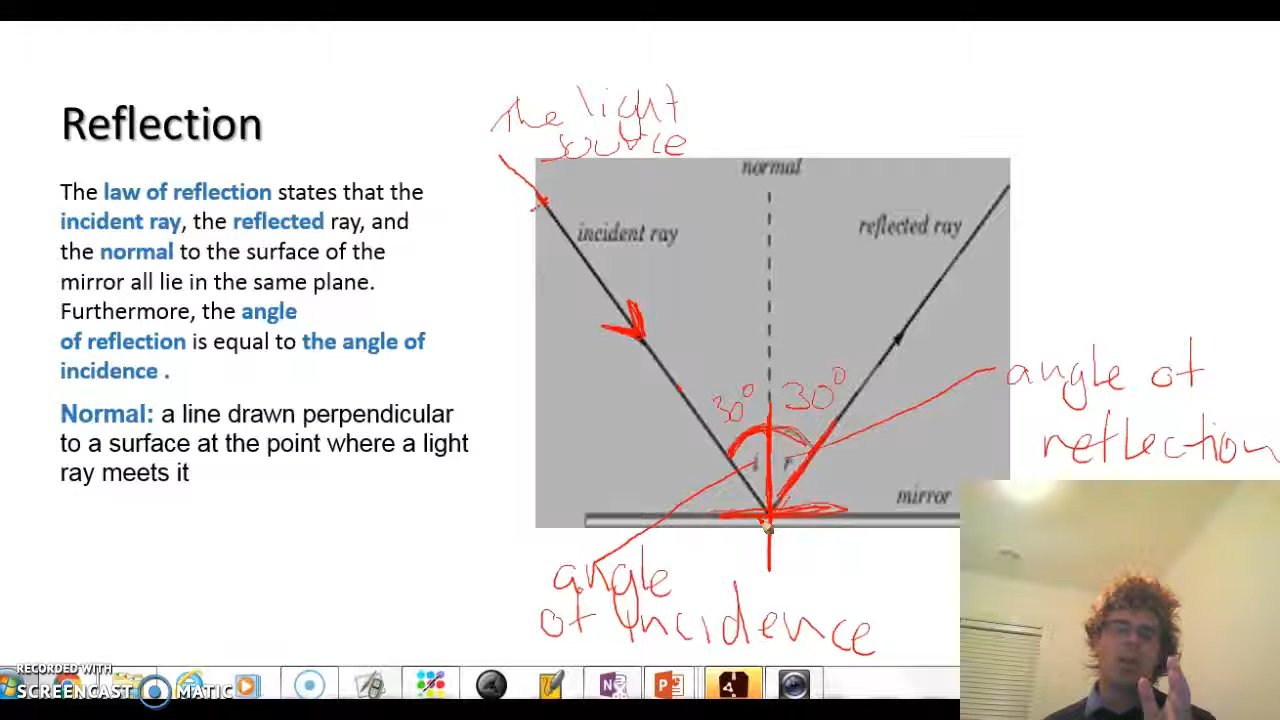 Reflection
The law of reflection states that the
incident ray, the reflected ray, and
the normal to the surface of the
mirror all lie in the same plane.
Furthermore, the angle
of reflection is equal to the angle of
incidence .
Normal: a line drawn perpendicular
to a surface at the point where a light
ray meets it
The light
source
normal
incident ray
reflected ray
30°
30°
i
r
mirror
angle of
reflection
angle
of incidence
RECORDED WITH
SCREENCAST MATIC